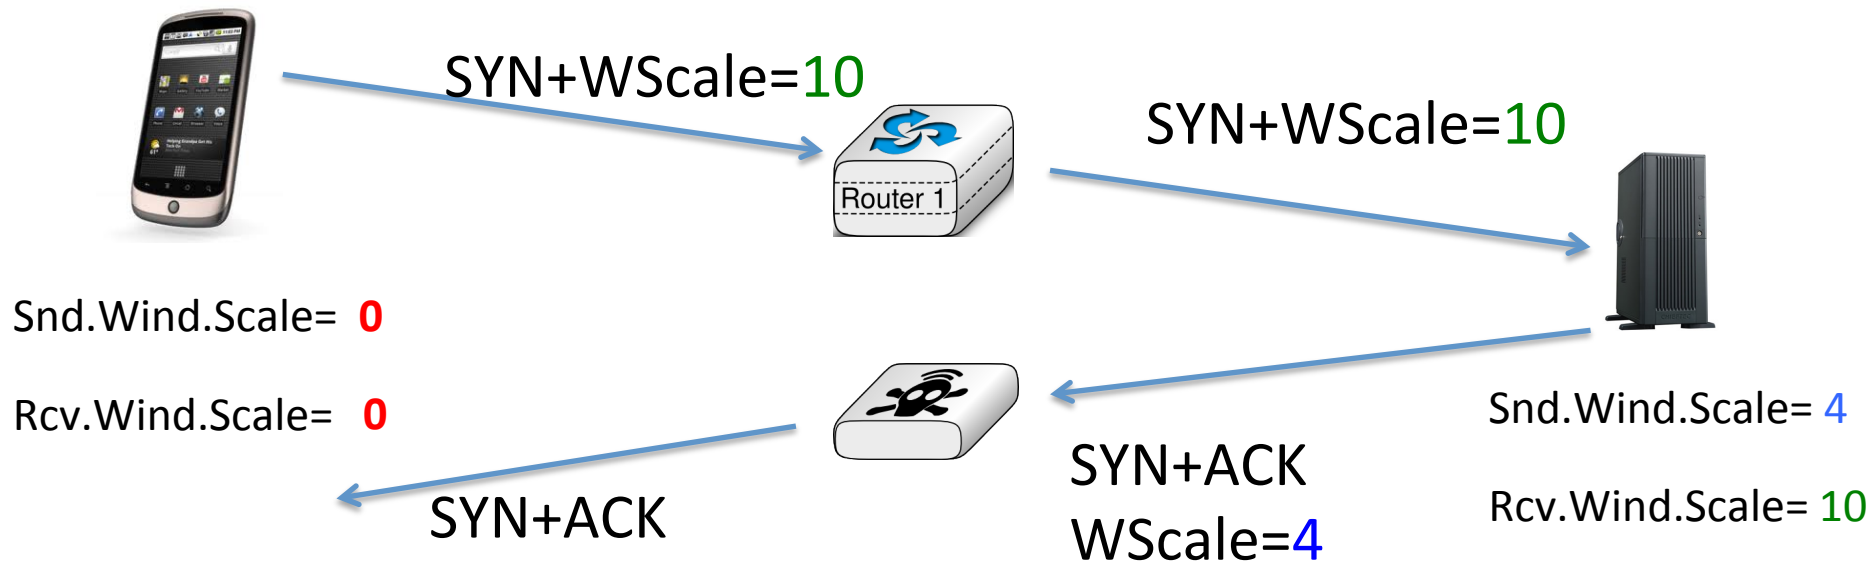 SYN+WScale=10
SYN+WScale=10
Router 1
Snd.Wind.Scale= 0
Rcv.Wind.Scale= 0
Snd.Wind.Scale= 4
SYN+ACK
WScale=4
Rcv.Wind.Scale= 10
SYN+ACK